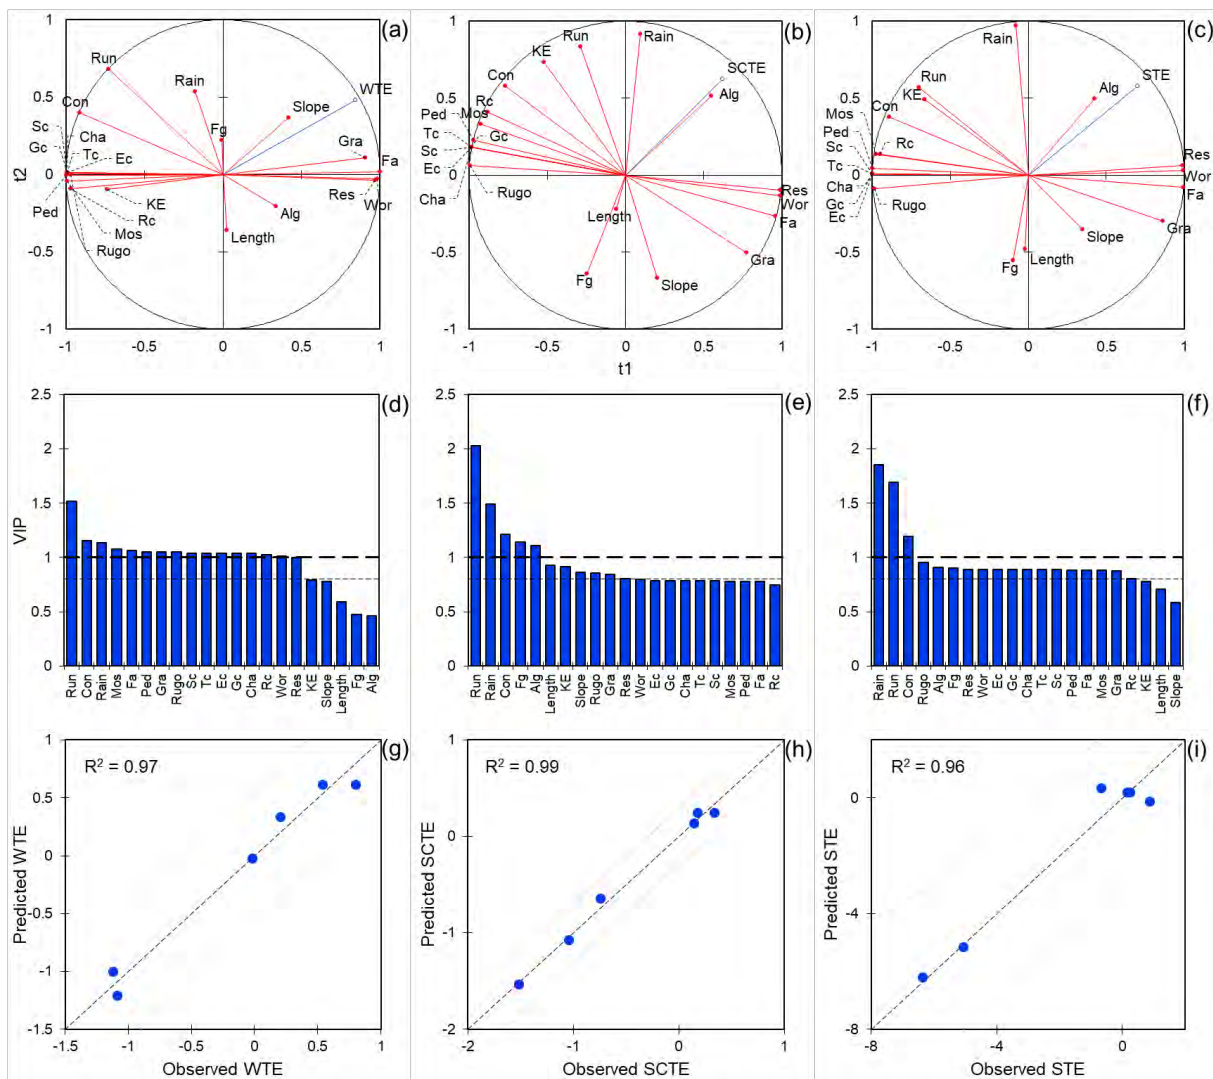 (a)
t2
1
0.5
0
-0.5
-1
-1
-0.5
0
0.5
1
Run
Rain
WTE
Con
Slope
Fg
Sc
Cha
Gc
Tc
Ec
Gra
Fa
Ped
KE
Res
Wor
Rc
Alg
Mos
Length
Rugo
(b)
1
0.5
0
-0.5
-1
-1
-0.5
0
0.5
1
t1
Run
Rain
KE
SCTE
Con
Alg
Rc
Ped
Mos
Tc
Gc
Sc
Ec
Rugo
Cha
Res
Wor
Length
Fa
Gra
Fg
Slope
(c)
1
0.5
0
-0.5
-1
-1
-0.5
0
0.5
1
Rain
Run
Alg
STE
KE
Con
Mos
Ped
Rc
Sc
Tc
Res
Wor
Cha
Rugo
Fa
Gc
Ec
Gra
Slope
Length
Fg
(d)
VIP
2.5
2
1.5
1
0.5
0
Run
Con
Rain
Mos
Fa
Ped
Gra
Rugo
Sc
Tc
Ec
Gc
Cha
Rc
Wor
Res
KE
Slope
Length
Fg
Alg
(e)
2.5
2
1.5
1
0.5
0
Run
Rain
Con
Fg
Alg
Length
KE
Slope
Rugo
Gra
Res
Wor
Ec
Gc
Cha
Tc
Sc
Mos
Ped
Fa
Rc
(f)
2.5
2
1.5
1
0.5
0
Rain
Run
Con
Rugo
Alg
Fg
Res
Wor
Ec
Gc
Cha
Tc
Sc
Ped
Fa
Mos
Gra
Rc
KE
Length
Slope
(g)
R² = 0.97
Predicted WTE
1
0.5
0
-0.5
-1
-1.5
-1.5
-1
-0.5
0
0.5
1
Observed WTE
(h)
R² = 0.99
Predicted SCTE
1
0
-1
-2
-2
-1
0
1
Observed SCTE
(i)
R² = 0.96
Predicted STE
0
-4
-8
-8
-4
0
Observed STE